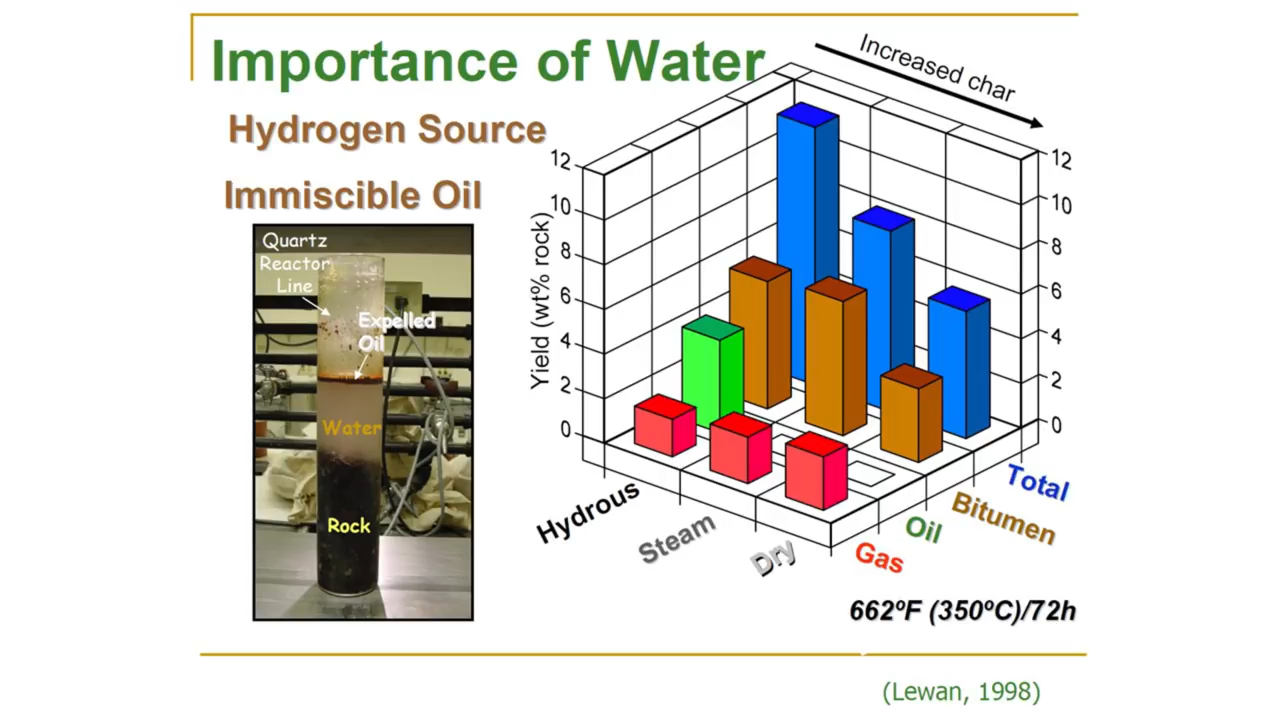 Importance of Water
Hydrogen Source
Immiscible Oil
Quartz
Reactor
Line
Expelled
Oil
Water
Rock
Increased char
Yield (wt% rock)
12
10
8
6
4
2
0
12
10
8
6
4
2
0
Hydrous
Steam
Dry
Gas
Oil
Bitumen
Total
662ºF (350ºC)/72h
(Lewan, 1998)